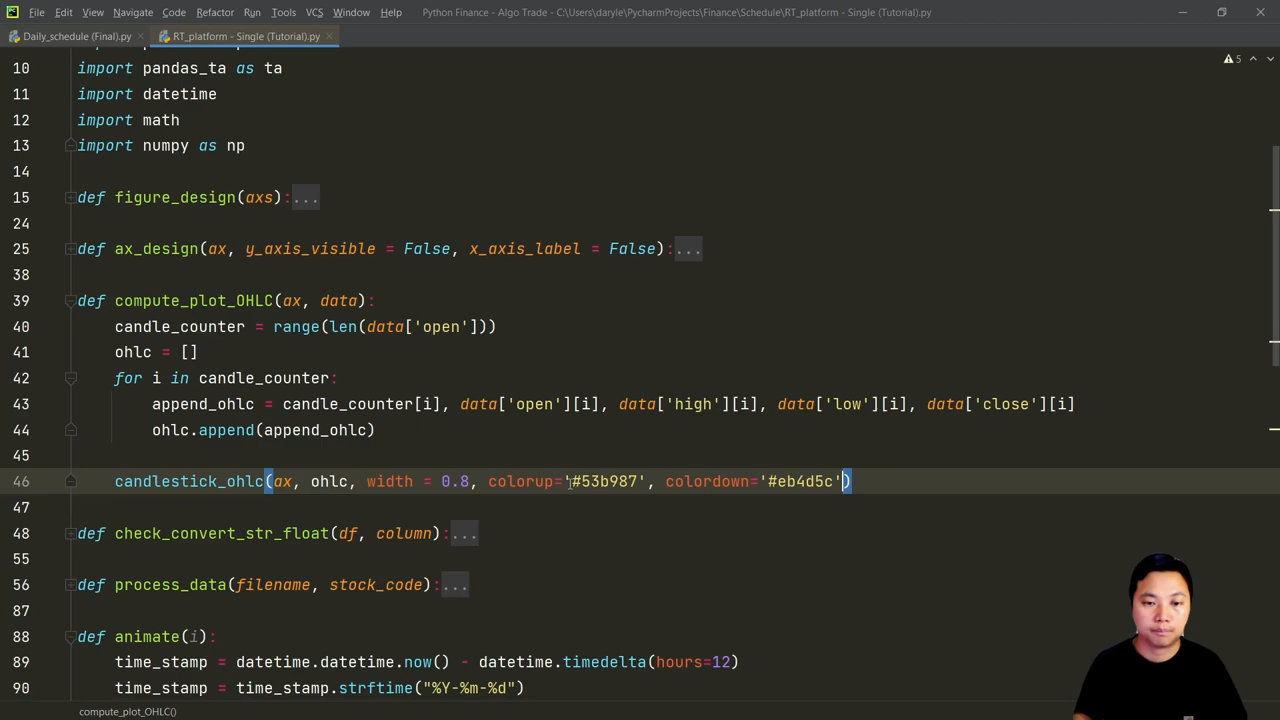 File Edit View Navigate Code Refactor Run Tools VCS Window Help Python Finance - Algo Trade - C:\Users\daryle\PycharmProjects\Finance\Schedule\RT_platform - Single (Tutorial).py
Daily_schedule (Final).py RT_platform - Single (Tutorial).py
10 import pandas_ta as ta
5
11 import datetime
12 import math
13 import numpy as np
14
15 def figure_design(axs):...
24
25 def ax_design(ax, y_axis_visible = False, x_axis_label = False):...
38
39 def compute_plot_OHLC(ax, data):
40 candle_counter = range(len(data['open']))
41 ohlc = []
42 for i in candle_counter:
43 append_ohlc = candle_counter[i], data['open'][i], data['high'][i], data['low'][i], data['close'][i]
44 ohlc.append(append_ohlc)
45
46 candlestick_ohlc(ax, ohlc, width = 0.8, colorup='#53b987', colordown='#eb4d5c')
47
48 def check_convert_str_float(df, column):...
55
56 def process_data(filename, stock_code):...
87
88 def animate(i):
89 time_stamp = datetime.datetime.now() - datetime.timedelta(hours=12)
90 time_stamp = time_stamp.strftime("%Y-%m-%d")
compute_plot_OHLC()